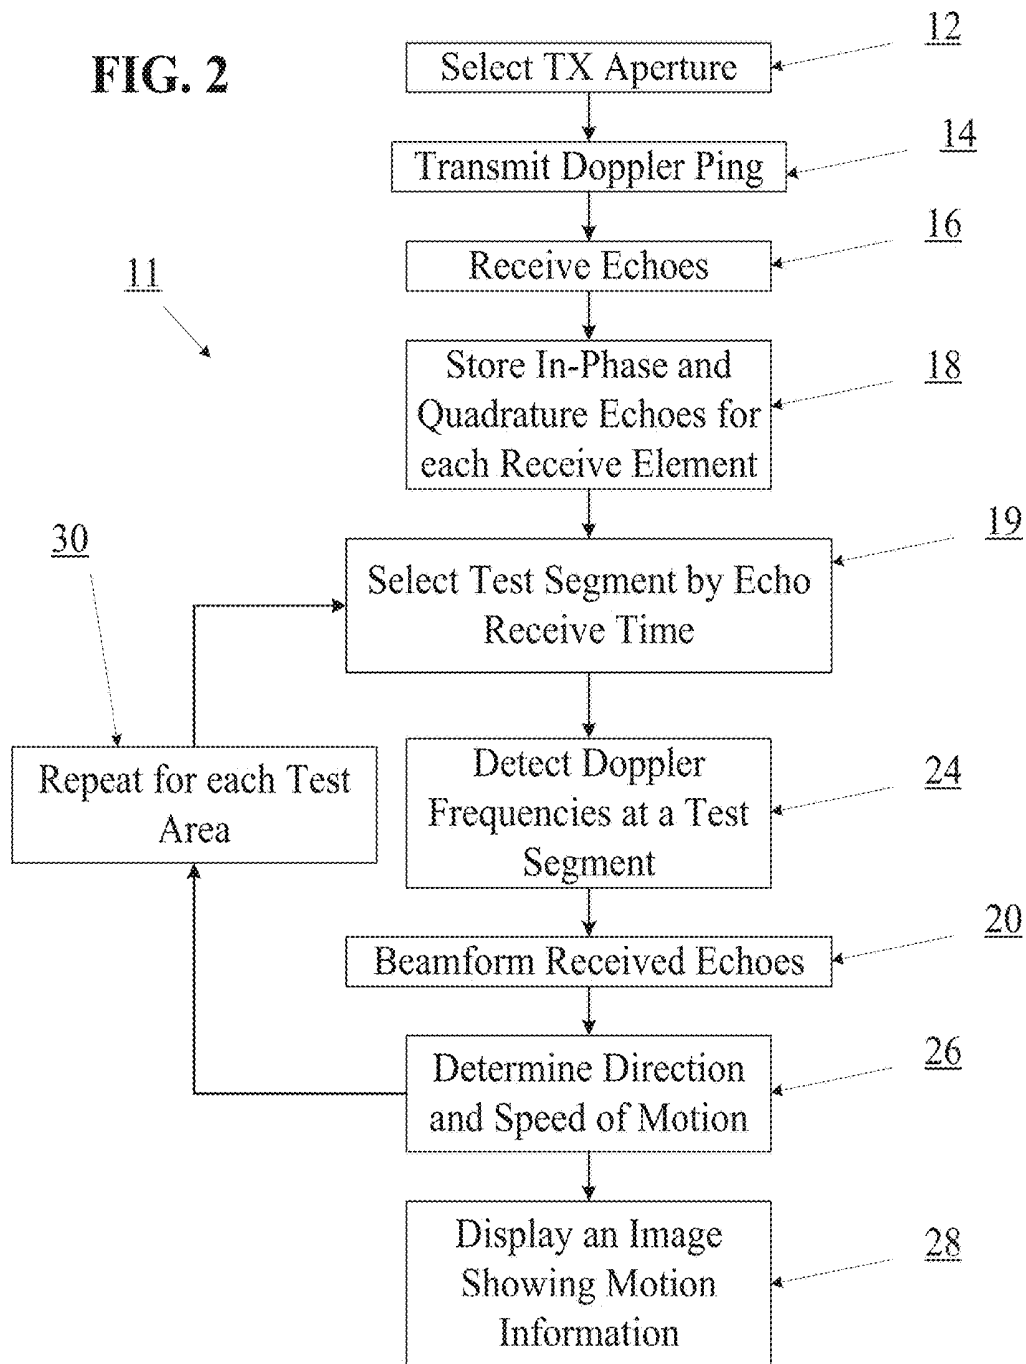 FIG. 2
12
Select TX Aperture
14
Transmit Doppler Ping
16
Receive Echoes
11
18
Store In-Phase and
Quadrature Echoes for
each Receive Element
19
30
Select Test Segment by Echo
Receive Time
Repeat for each Test
Area
24
Detect Doppler
Frequencies at a Test
Segment
20
Beamform Received Echoes
26
Determine Direction
and Speed of Motion
28
Display an Image
Showing Motion
Information